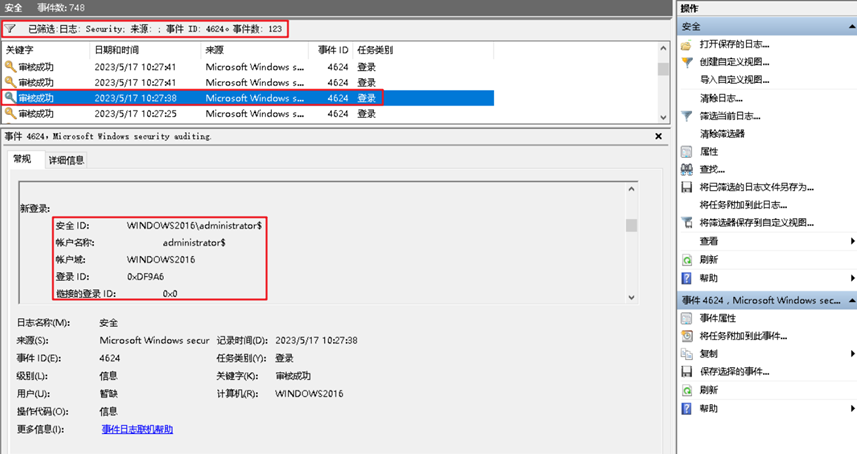 安全 事件数: 748
已筛选:日志: Security; 来源: ; 事件 ID: 4624。事件数: 123
关键字 日期和时间 来源 事件 ID 任务类别
审核成功 2023/5/17 10:27:41 Microsoft Windows s... 4624 登录
审核成功 2023/5/17 10:27:41 Microsoft Windows s... 4624 登录
审核成功 2023/5/17 10:27:38 Microsoft Windows s... 4624 登录
审核成功 2023/5/17 10:27:25 Microsoft Windows s... 4624 登录
事件 4624，Microsoft Windows security auditing.
常规 详细信息
新登录:
安全 ID: WINDOWS2016\administrator$
帐户名称: administrator$
帐户域: WINDOWS2016
登录 ID: 0xDF9A6
链接的登录 ID: 0x0
日志名称(M): 安全
来源(S): Microsoft Windows secur 记录时间(D): 2023/5/17 10:27:38
事件 ID(E): 4624 任务类别(Y): 登录
级别(L): 信息 关键字(K): 审核成功
用户(U): 暂缺 计算机(R): WINDOWS2016
操作代码(O): 信息
更多信息(I): 事件日志联机帮助
操作
安全
打开保存的日志...
创建自定义视图...
导入自定义视图...
清除日志...
筛选当前日志...
清除筛选器
属性
查找...
将已筛选的日志文件另存为...
将任务附加到此日志...
将筛选器保存到自定义视图...
查看
刷新
帮助
事件 4624，Microsoft Windows sec...
事件属性
将任务附加到此事件...
复制
保存选择的事件...
刷新
帮助